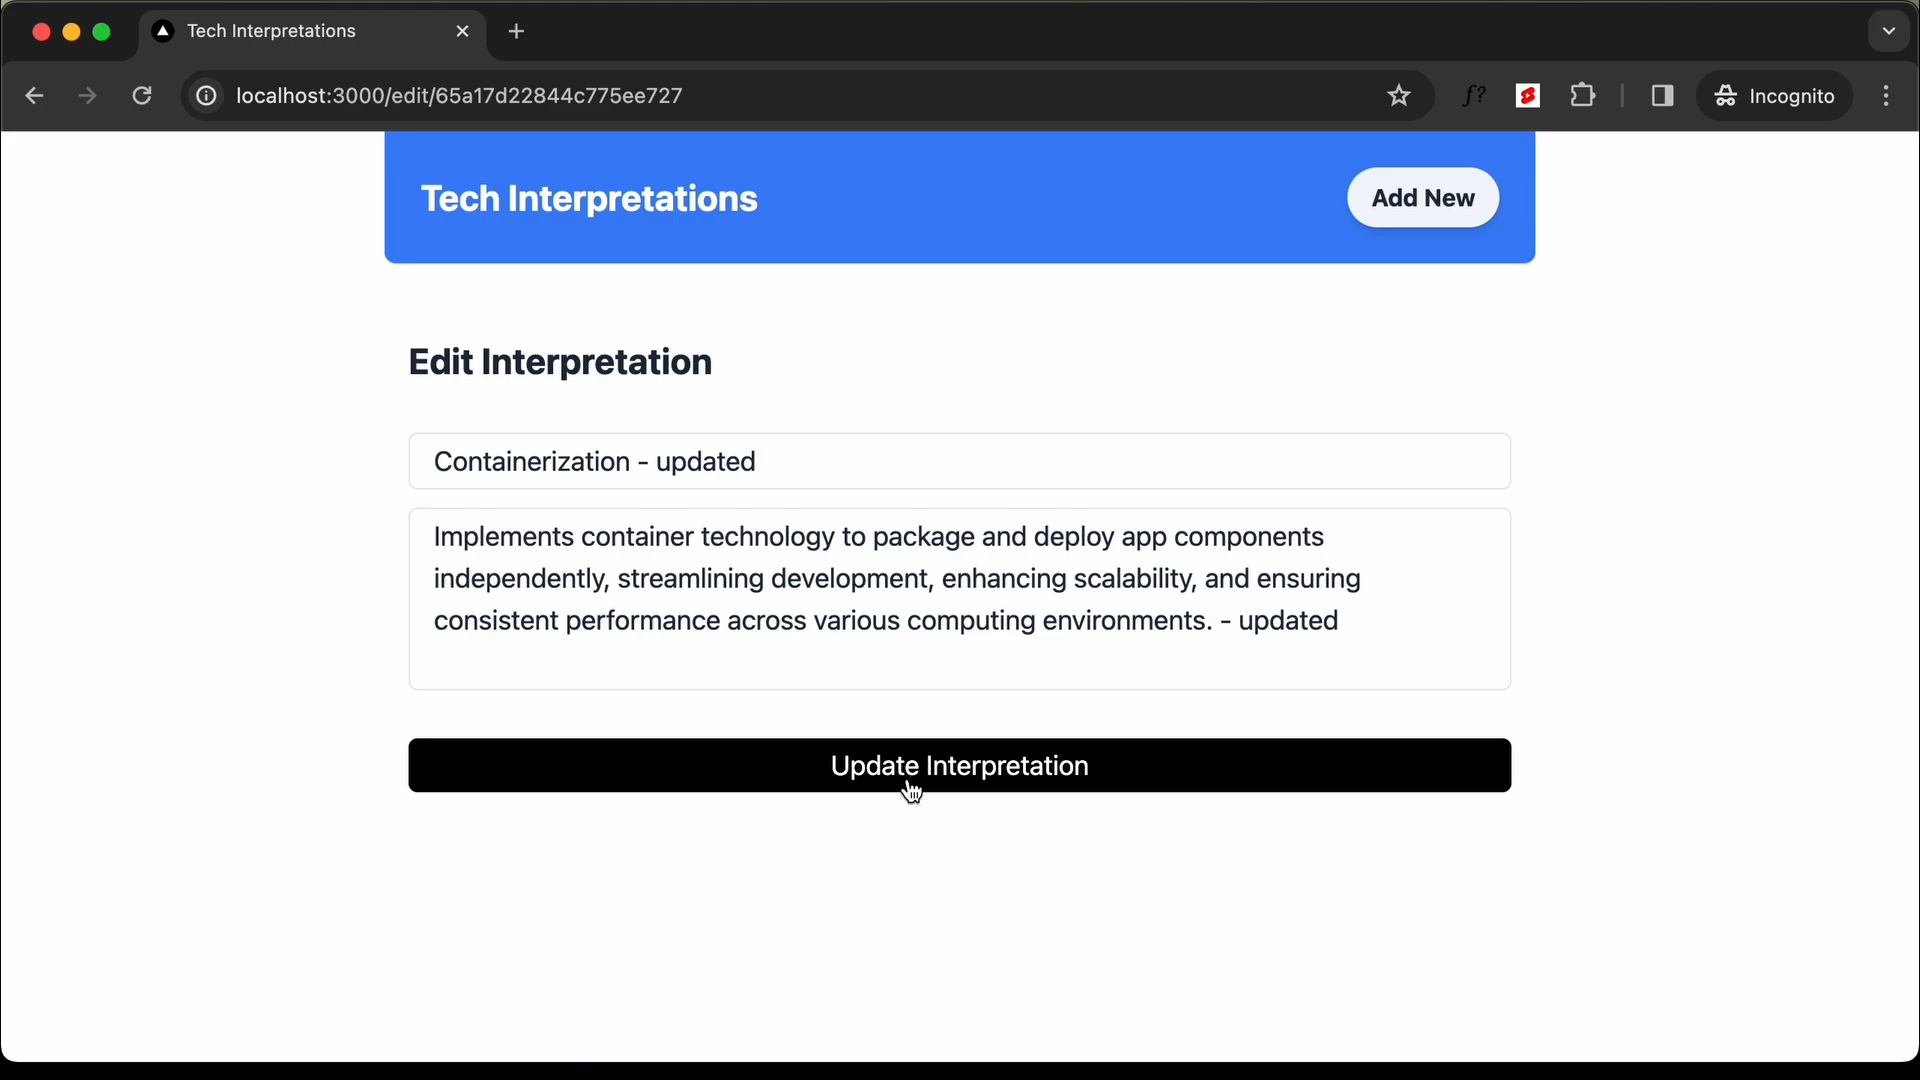 Tech Interpretations
localhost:3000/edit/65a17d22844c775ee727
f?
Incognito
Tech Interpretations
Add New
Edit Interpretation
Containerization - updated
Implements container technology to package and deploy app components
independently, streamlining development, enhancing scalability, and ensuring
consistent performance across various computing environments. - updated
Update Interpretation